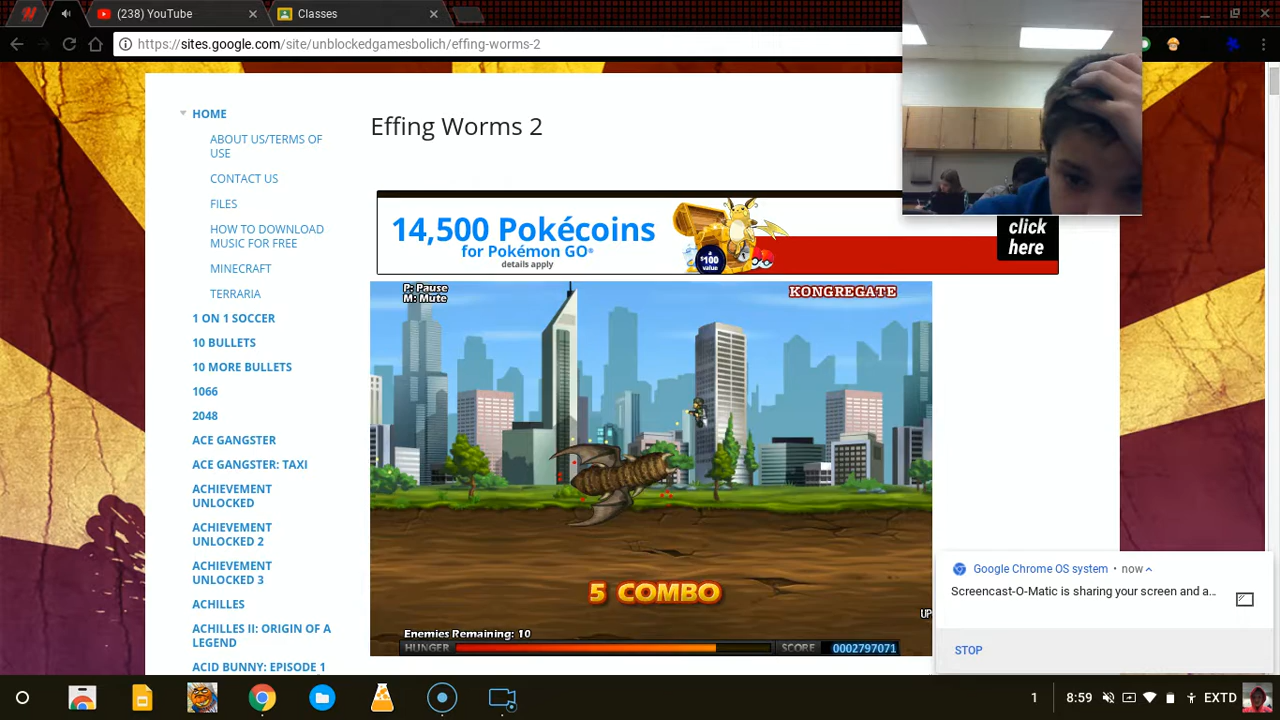 (238) YouTube
Classes
https://sites.google.com/site/unblockedgamesbolich/effing-worms-2
HOME
ABOUT US/TERMS OF
USE
CONTACT US
FILES
HOW TO DOWNLOAD
MUSIC FOR FREE
MINECRAFT
TERRARIA
1 ON 1 SOCCER
10 BULLETS
10 MORE BULLETS
1066
2048
ACE GANGSTER
ACE GANGSTER: TAXI
ACHIEVEMENT
UNLOCKED
ACHIEVEMENT
UNLOCKED 2
ACHIEVEMENT
UNLOCKED 3
ACHILLES
ACHILLES II: ORIGIN OF A
LEGEND
ACID BUNNY: EPISODE 1
Effing Worms 2
14,500 Pokécoins
for Pokémon GO®
details apply
a
$100
value
click
here
P: Pause
M: Mute
KONGREGATE
5 COMBO
UP
Enemies Remaining: 10
HUNGER
SCORE 0002797071
Google Chrome OS system • now
Screencast-O-Matic is sharing your screen and a...
STOP
1
8:59
EXTD